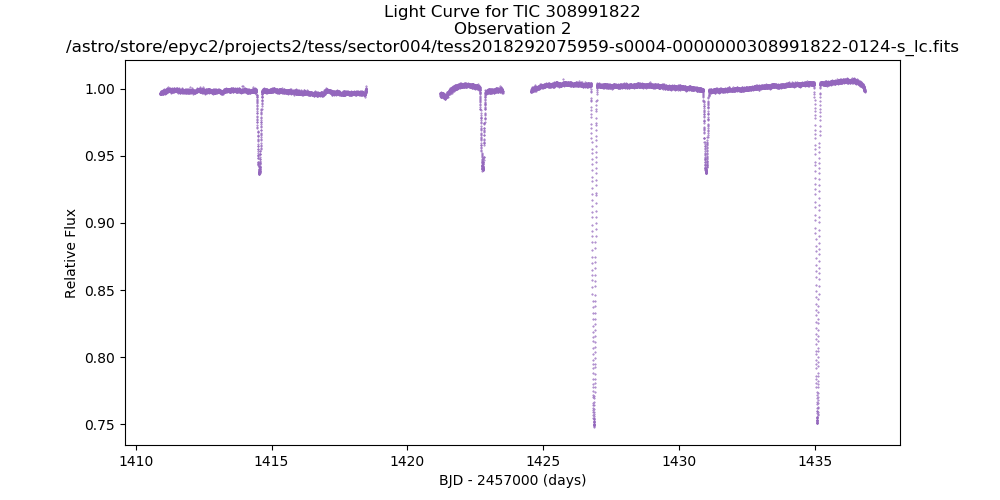 Light Curve for TIC 308991822
Observation 2
/astro/store/epyc2/projects2/tess/sector004/tess2018292075959-s0004-0000000308991822-0124-s_lc.fits
Relative Flux
1.00
0.95
0.90
0.85
0.80
0.75
1410
1415
1420
1425
1430
1435
BJD - 2457000 (days)